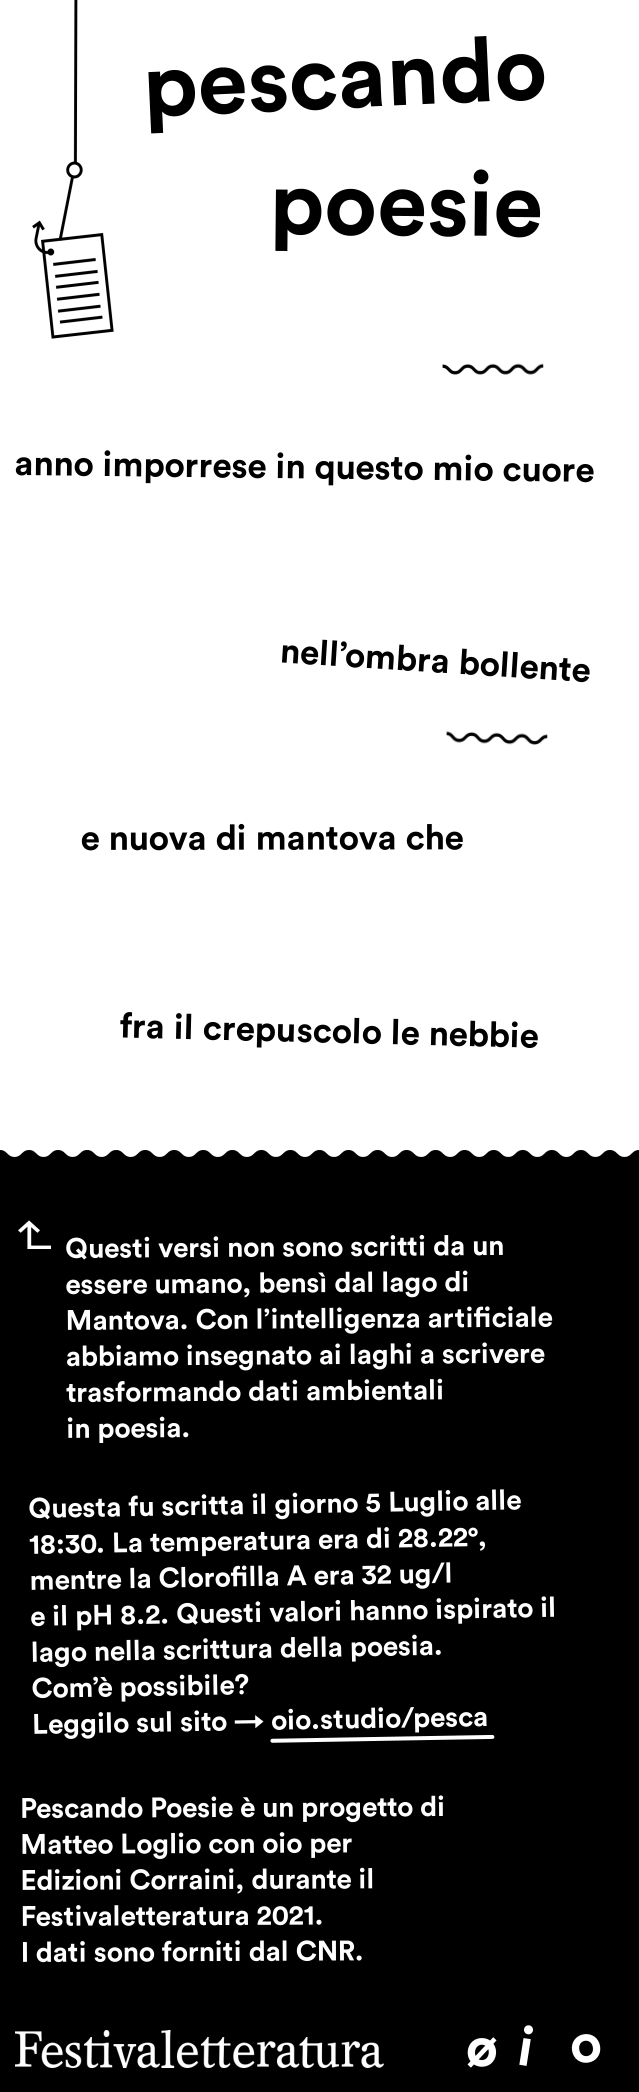 pescando
poesie
anno imporrese in questo mio cuore
nell’ombra bollente
e nuova di mantova che
fra il crepuscolo le nebbie
Questi versi non sono scritti da un
essere umano, bensì dal lago di
Mantova. Con l’intelligenza artificiale
abbiamo insegnato ai laghi a scrivere
trasformando dati ambientali
in poesia.
Questa fu scritta il giorno 5 Luglio alle
18:30. La temperatura era di 28.22°,
mentre la Clorofilla A era 32 ug/l
e il pH 8.2. Questi valori hanno ispirato il
lago nella scrittura della poesia.
Com’è possibile?
Leggilo sul sito → oio.studio/pesca
Pescando Poesie è un progetto di
Matteo Loglio con oio per
Edizioni Corraini, durante il
Festivaletteratura 2021.
I dati sono forniti dal CNR.
Festivaletteratura ø i o